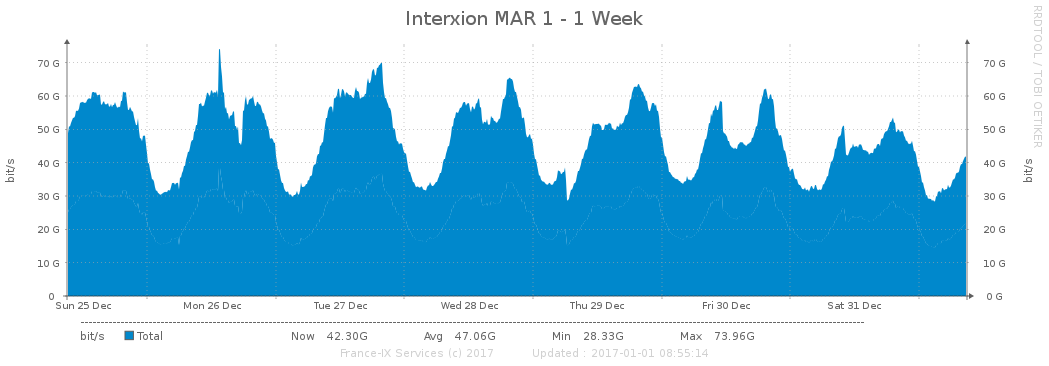 Interxion MAR 1 - 1 Week
RRDTOOL / TOBI OETIKER
bit/s
bit/s
70 G 70 G
60 G 60 G
50 G 50 G
40 G 40 G
30 G 30 G
20 G 20 G
10 G 10 G
0 0 G
Sun 25 Dec Mon 26 Dec Tue 27 Dec Wed 28 Dec Thu 29 Dec Fri 30 Dec Sat 31 Dec
bit/s Total Now 42.30G Avg 47.06G Min 28.33G Max 73.96G
France-IX Services (c) 2017 Updated : 2017-01-01 08:55:14